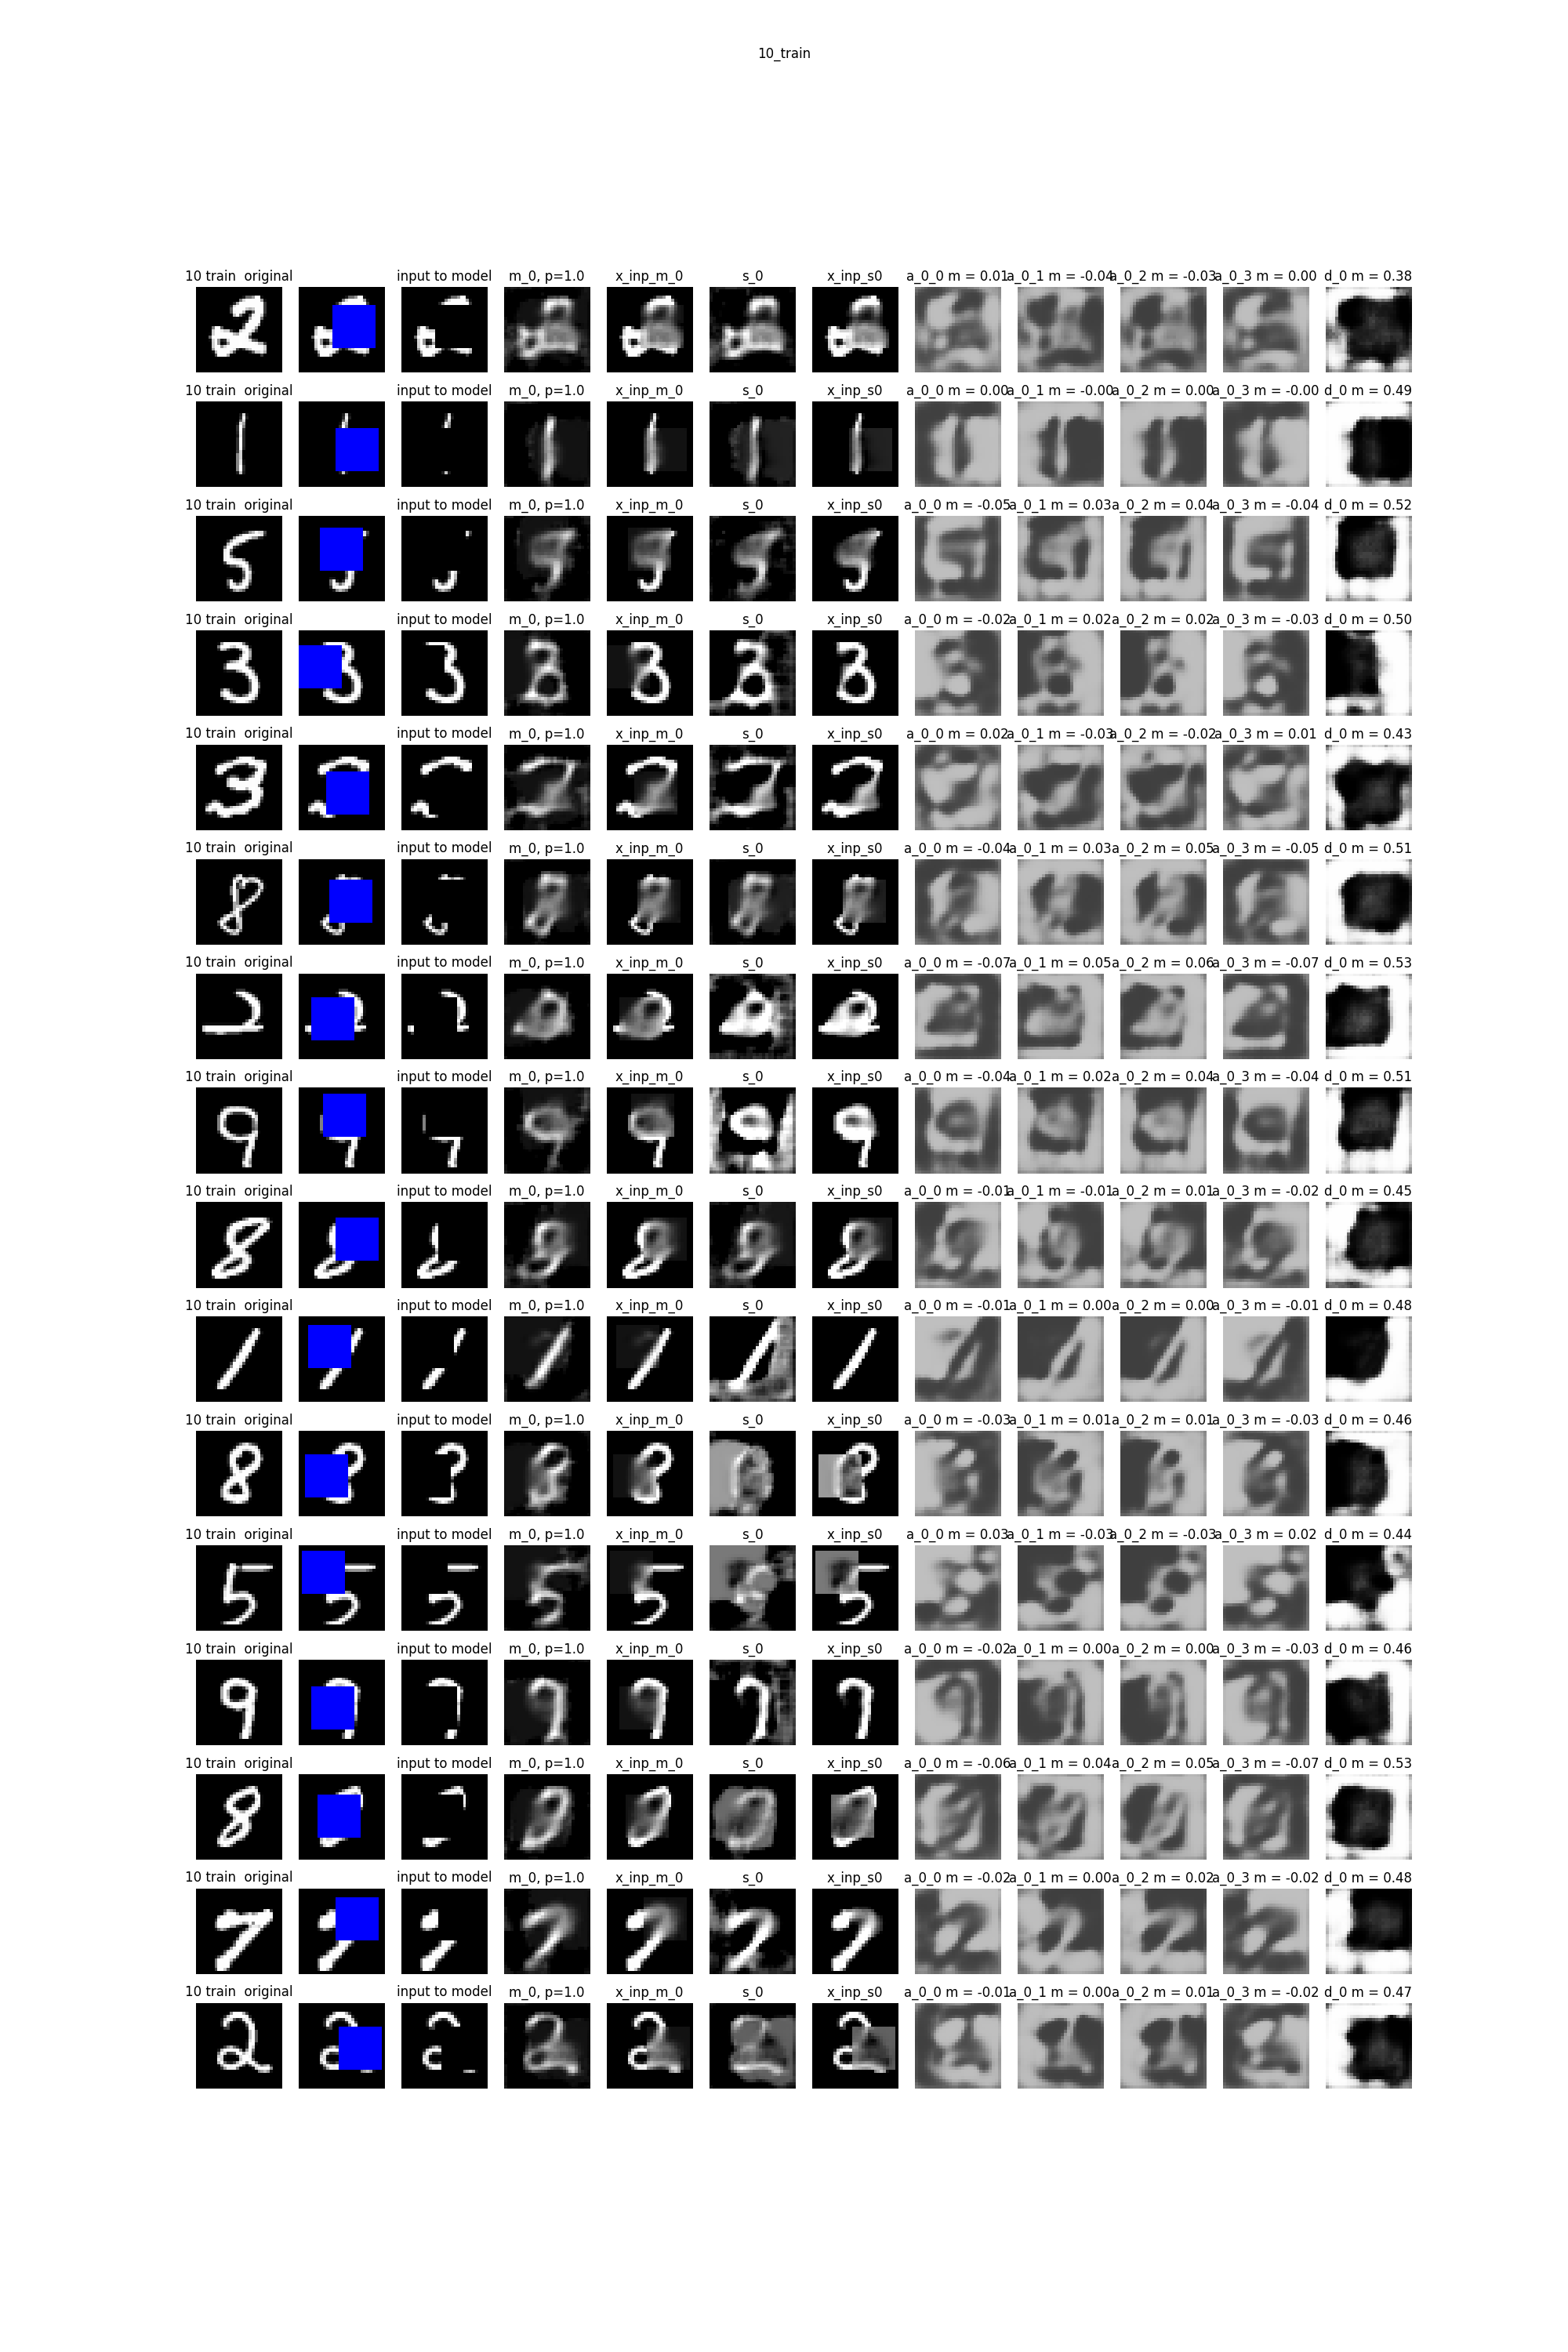 10_train
10 train original input to model m_0, p=1.0 x_inp_m_0 s_0 x_inp_s0 a_0_0 m = 0.01 a_0_1 m = -0.04 a_0_2 m = -0.03 a_0_3 m = 0.00 d_0 m = 0.38
10 train original input to model m_0, p=1.0 x_inp_m_0 s_0 x_inp_s0 a_0_0 m = 0.00 a_0_1 m = -0.00 a_0_2 m = 0.00 a_0_3 m = -0.00 d_0 m = 0.49
10 train original input to model m_0, p=1.0 x_inp_m_0 s_0 x_inp_s0 a_0_0 m = -0.05 a_0_1 m = 0.03 a_0_2 m = 0.04 a_0_3 m = -0.04 d_0 m = 0.52
10 train original input to model m_0, p=1.0 x_inp_m_0 s_0 x_inp_s0 a_0_0 m = -0.02 a_0_1 m = 0.02 a_0_2 m = 0.02 a_0_3 m = -0.03 d_0 m = 0.50
10 train original input to model m_0, p=1.0 x_inp_m_0 s_0 x_inp_s0 a_0_0 m = 0.02 a_0_1 m = -0.03 a_0_2 m = -0.02 a_0_3 m = 0.01 d_0 m = 0.43
10 train original input to model m_0, p=1.0 x_inp_m_0 s_0 x_inp_s0 a_0_0 m = -0.04 a_0_1 m = 0.03 a_0_2 m = 0.05 a_0_3 m = -0.05 d_0 m = 0.51
10 train original input to model m_0, p=1.0 x_inp_m_0 s_0 x_inp_s0 a_0_0 m = -0.07 a_0_1 m = 0.05 a_0_2 m = 0.06 a_0_3 m = -0.07 d_0 m = 0.53
10 train original input to model m_0, p=1.0 x_inp_m_0 s_0 x_inp_s0 a_0_0 m = -0.04 a_0_1 m = 0.02 a_0_2 m = 0.04 a_0_3 m = -0.04 d_0 m = 0.51
10 train original input to model m_0, p=1.0 x_inp_m_0 s_0 x_inp_s0 a_0_0 m = -0.01 a_0_1 m = -0.01 a_0_2 m = 0.01 a_0_3 m = -0.02 d_0 m = 0.45
10 train original input to model m_0, p=1.0 x_inp_m_0 s_0 x_inp_s0 a_0_0 m = -0.01 a_0_1 m = 0.00 a_0_2 m = 0.00 a_0_3 m = -0.01 d_0 m = 0.48
10 train original input to model m_0, p=1.0 x_inp_m_0 s_0 x_inp_s0 a_0_0 m = -0.03 a_0_1 m = 0.01 a_0_2 m = 0.01 a_0_3 m = -0.03 d_0 m = 0.46
10 train original input to model m_0, p=1.0 x_inp_m_0 s_0 x_inp_s0 a_0_0 m = 0.03 a_0_1 m = -0.03 a_0_2 m = -0.03 a_0_3 m = 0.02 d_0 m = 0.44
10 train original input to model m_0, p=1.0 x_inp_m_0 s_0 x_inp_s0 a_0_0 m = -0.02 a_0_1 m = 0.00 a_0_2 m = 0.00 a_0_3 m = -0.03 d_0 m = 0.46
10 train original input to model m_0, p=1.0 x_inp_m_0 s_0 x_inp_s0 a_0_0 m = -0.06 a_0_1 m = 0.04 a_0_2 m = 0.05 a_0_3 m = -0.07 d_0 m = 0.53
10 train original input to model m_0, p=1.0 x_inp_m_0 s_0 x_inp_s0 a_0_0 m = -0.02 a_0_1 m = 0.00 a_0_2 m = 0.02 a_0_3 m = -0.02 d_0 m = 0.48
10 train original input to model m_0, p=1.0 x_inp_m_0 s_0 x_inp_s0 a_0_0 m = -0.01 a_0_1 m = 0.00 a_0_2 m = 0.01 a_0_3 m = -0.02 d_0 m = 0.47